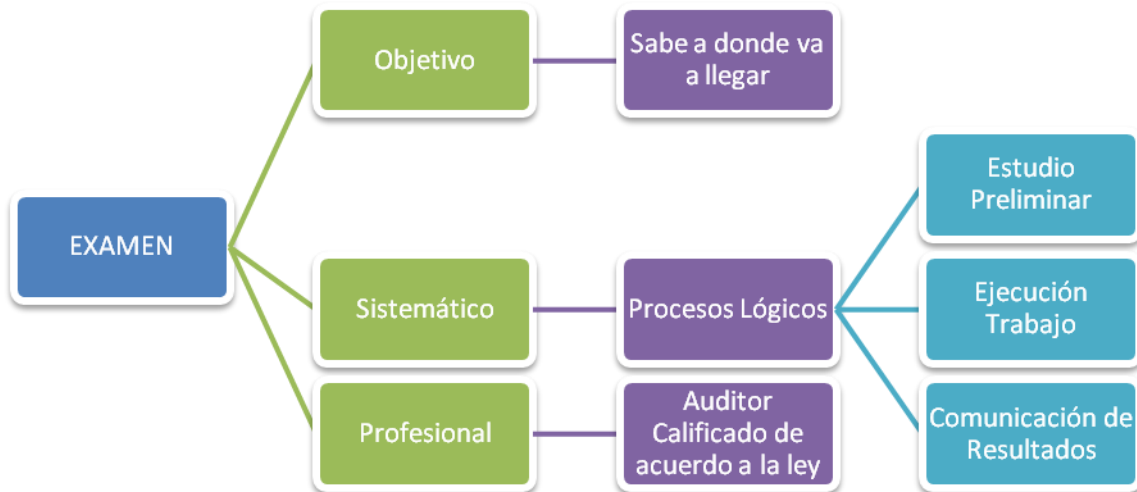 EXAMEN
Objetivo
Sabe a donde va
a llegar
Sistemático
Procesos Lógicos
Estudio
Preliminar
Ejecución
Trabajo
Comunicación de
Resultados
Profesional
Auditor
Calificado de
acuerdo a la ley